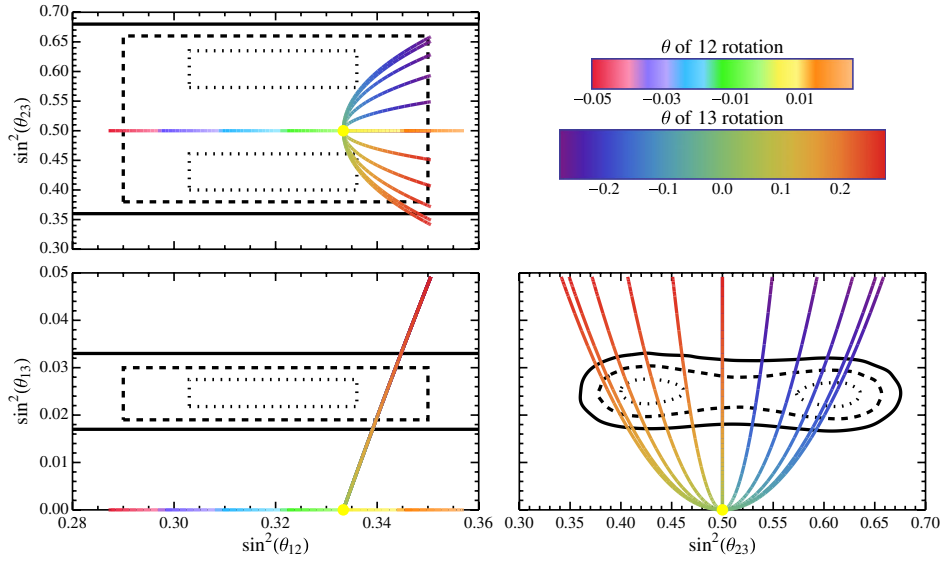 0.70
0.65
0.60
0.55
0.50
0.45
0.40
0.35
0.30
sin²(θ₂₃)
θ of 12 rotation
−0.05 −0.03 −0.01 0.01
θ of 13 rotation
−0.2 −0.1 0.0 0.1 0.2
0.05
0.04
0.03
0.02
0.01
0.00
sin²(θ₁₃)
0.28 0.30 0.32 0.34 0.36
sin²(θ₁₂)
0.30 0.35 0.40 0.45 0.50 0.55 0.60 0.65 0.70
sin²(θ₂₃)